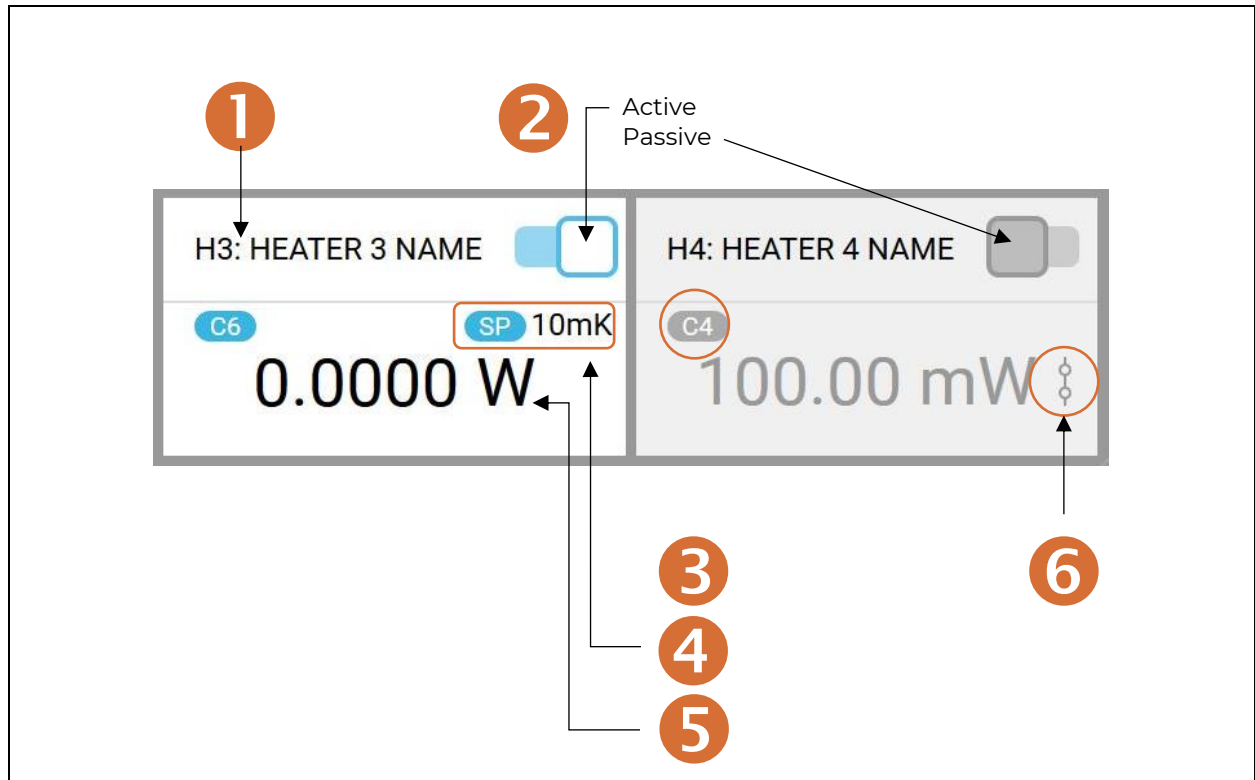 1
2
Active
Passive
H3: HEATER 3 NAME
H4: HEATER 4 NAME
C6
SP 10mK
C4
0.0000 W
100.00 mW
3
6
4
5